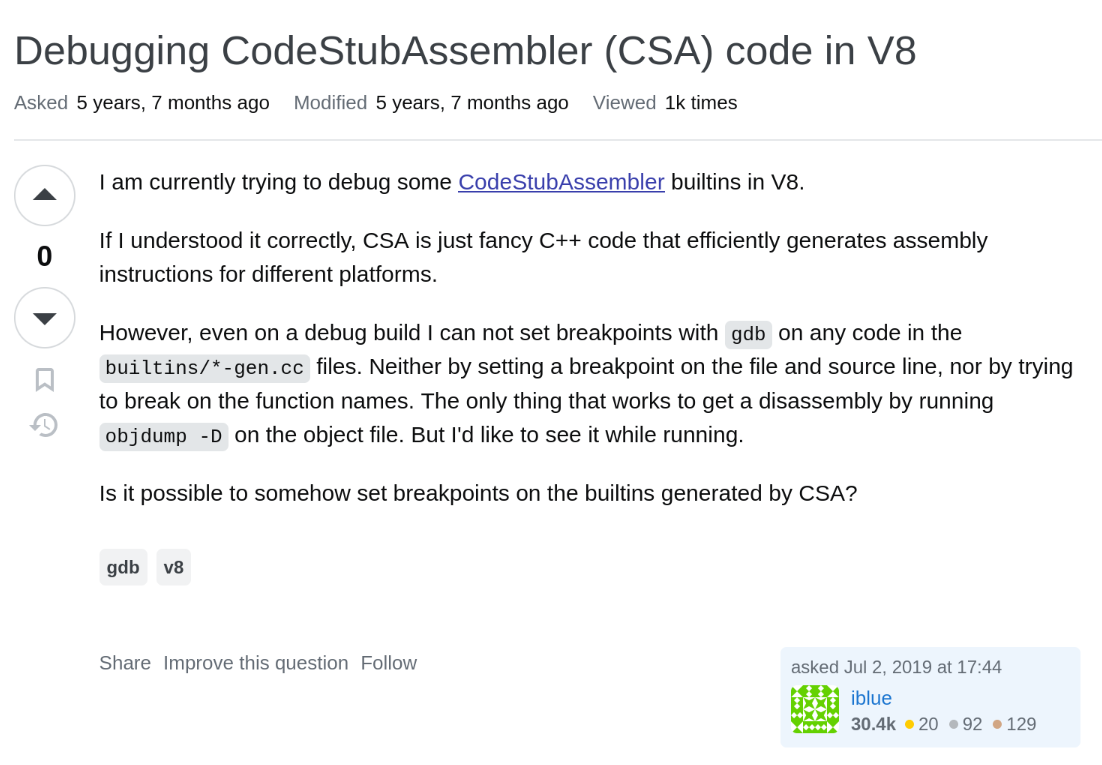 Debugging CodeStubAssembler (CSA) code in V8
Asked 5 years, 7 months ago Modified 5 years, 7 months ago Viewed 1k times
I am currently trying to debug some CodeStubAssembler builtins in V8.
0
If I understood it correctly, CSA is just fancy C++ code that efficiently generates assembly
instructions for different platforms.
However, even on a debug build I can not set breakpoints with gdb on any code in the
builtins/*-gen.cc files. Neither by setting a breakpoint on the file and source line, nor by trying
to break on the function names. The only thing that works to get a disassembly by running
objdump -D on the object file. But I'd like to see it while running.
Is it possible to somehow set breakpoints on the builtins generated by CSA?
gdb v8
Share Improve this question Follow
asked Jul 2, 2019 at 17:44
iblue
30.4k 20 92 129